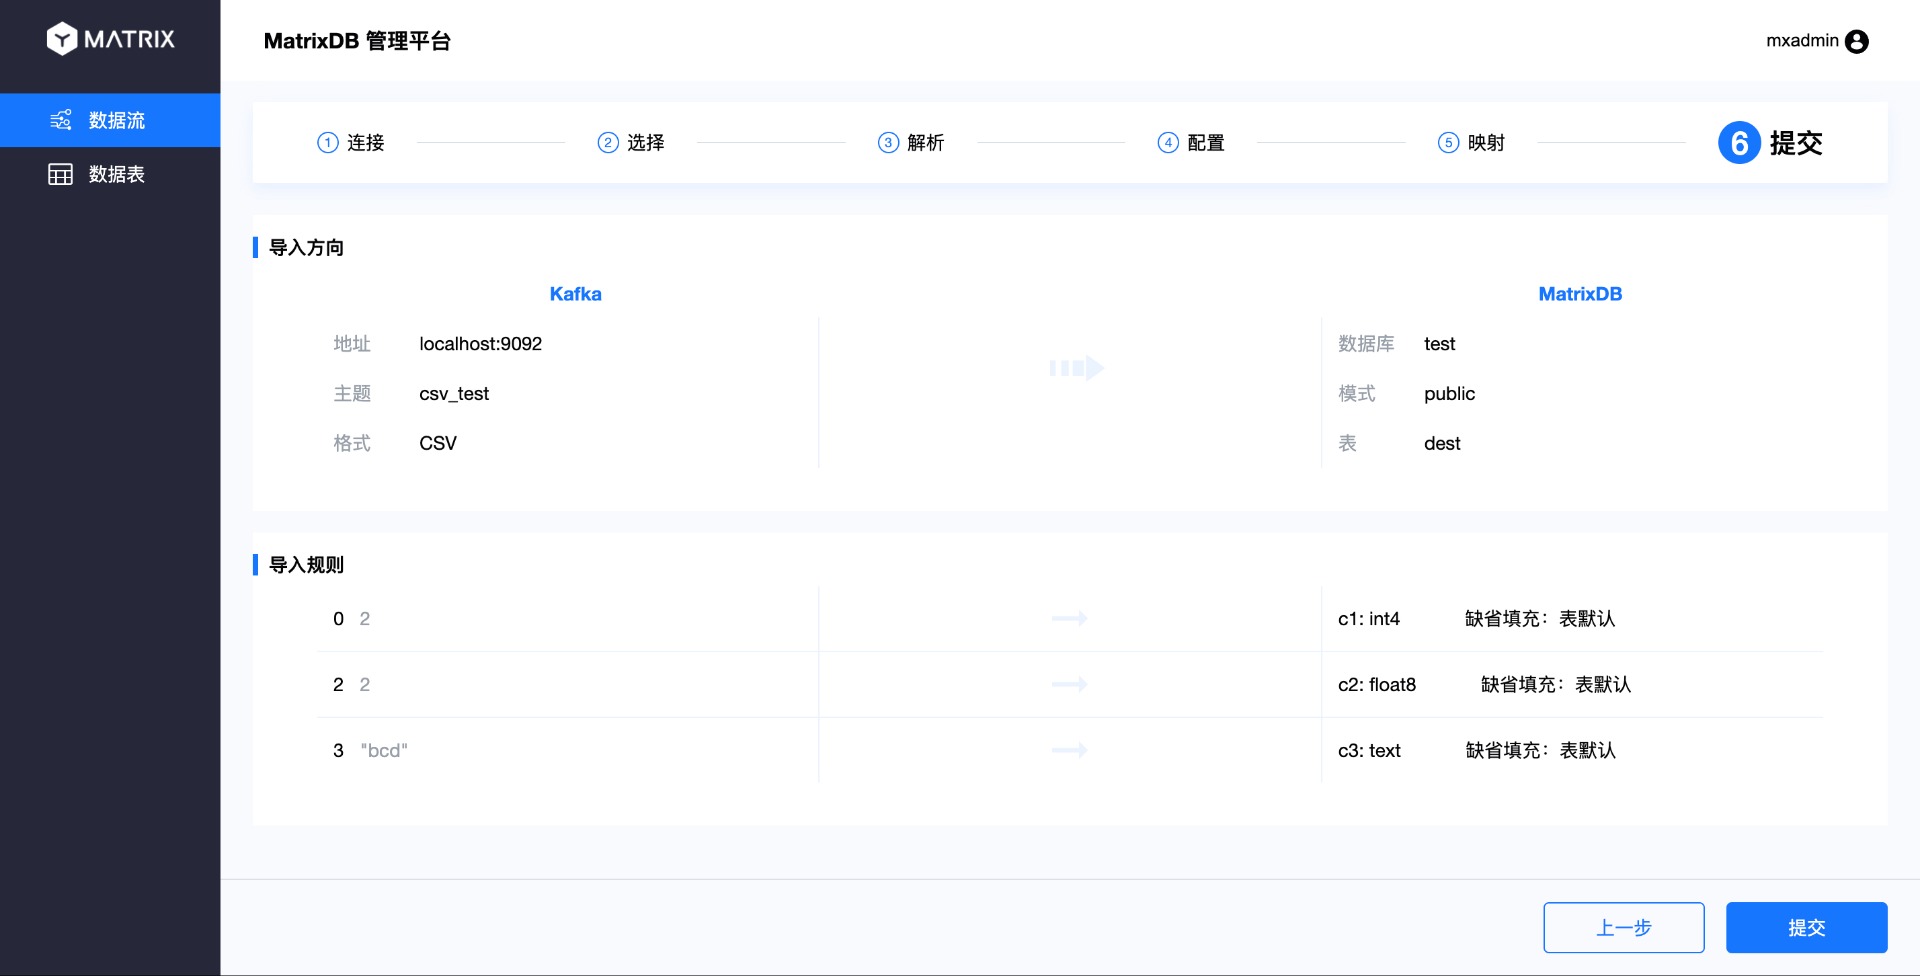 MATRIX
MatrixDB 管理平台
mxadmin
数据流
数据表
1 连接
2 选择
3 解析
4 配置
5 映射
6 提交
导入方向
Kafka
MatrixDB
地址 localhost:9092
数据库 test
主题 csv_test
模式 public
格式 CSV
表 dest
导入规则
0 2
c1: int4 缺省填充：表默认
2 2
c2: float8 缺省填充：表默认
3 "bcd"
c3: text 缺省填充：表默认
上一步
提交